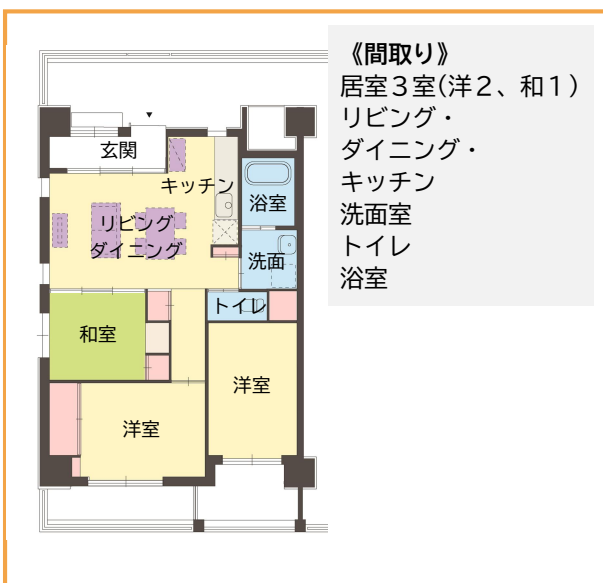 《間取り》
居室３室(洋２、和１)
リビング・
ダイニング・
キッチン
洗面室
トイレ
浴室
玄関
キッチン
浴室
リビング
ダイニング
洗面
トイレ
和室
洋室
洋室